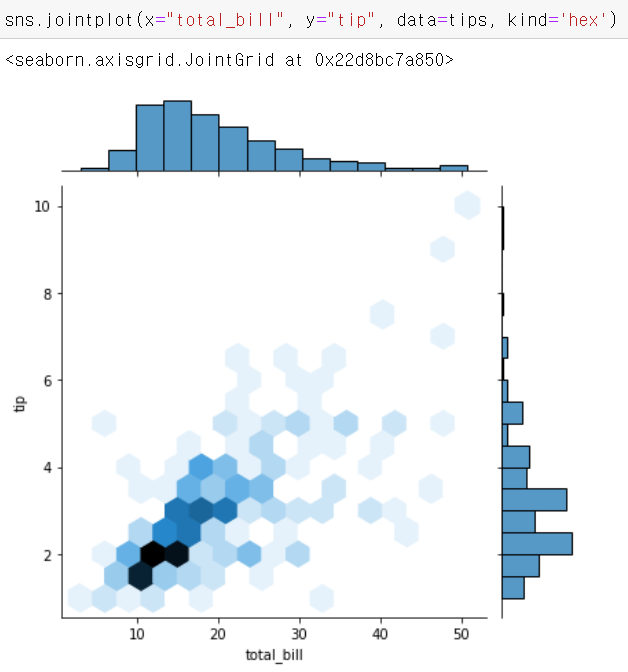 sns.jointplot(x="total_bill", y="tip", data=tips, kind='hex')
<seaborn.axisgrid.JointGrid at 0x22d8bc7a850>
10
8
6
4
2
tip
10 20 30 40 50
total_bill